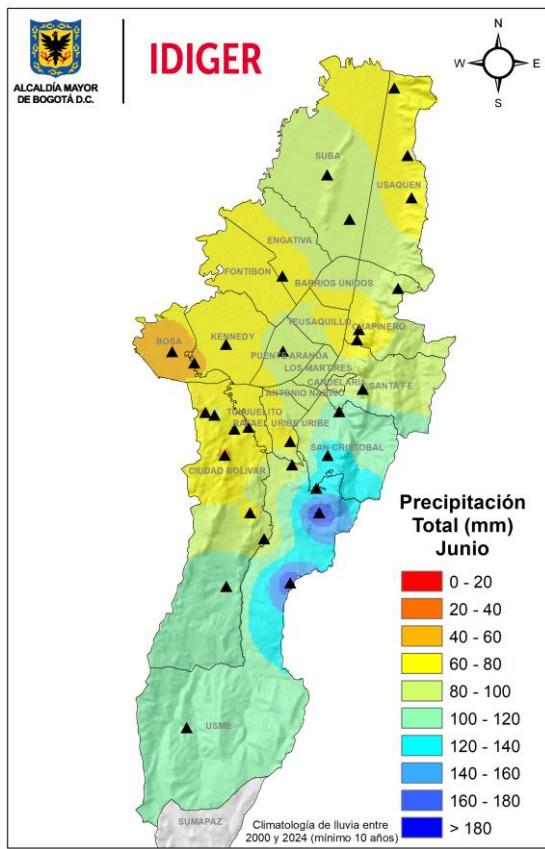 ALCALDÍA MAYOR
DE BOGOTÁ D.C.
IDIGER
N
W
E
S
SUBA
USAQUEN
ENGATIVA
FONTIBON
BARRIOS UNIDOS
TEUSAQUILLO
CHAPINERO
BOSA
KENNEDY
PUENTE ARANDA
LOS MARTIRES
CANDELARIA
SANTA FE
ANTONIO NARIÑO
TUNJUELITO
RAFAEL URIBE URIBE
SAN CRISTOBAL
CIUDAD BOLIVAR
USME
SUMAPAZ
Precipitación
Total (mm)
Junio
0 - 20
20 - 40
40 - 60
60 - 80
80 - 100
100 - 120
120 - 140
140 - 160
160 - 180
> 180
Climatología de lluvia entre
2000 y 2024 (mínimo 10 años)